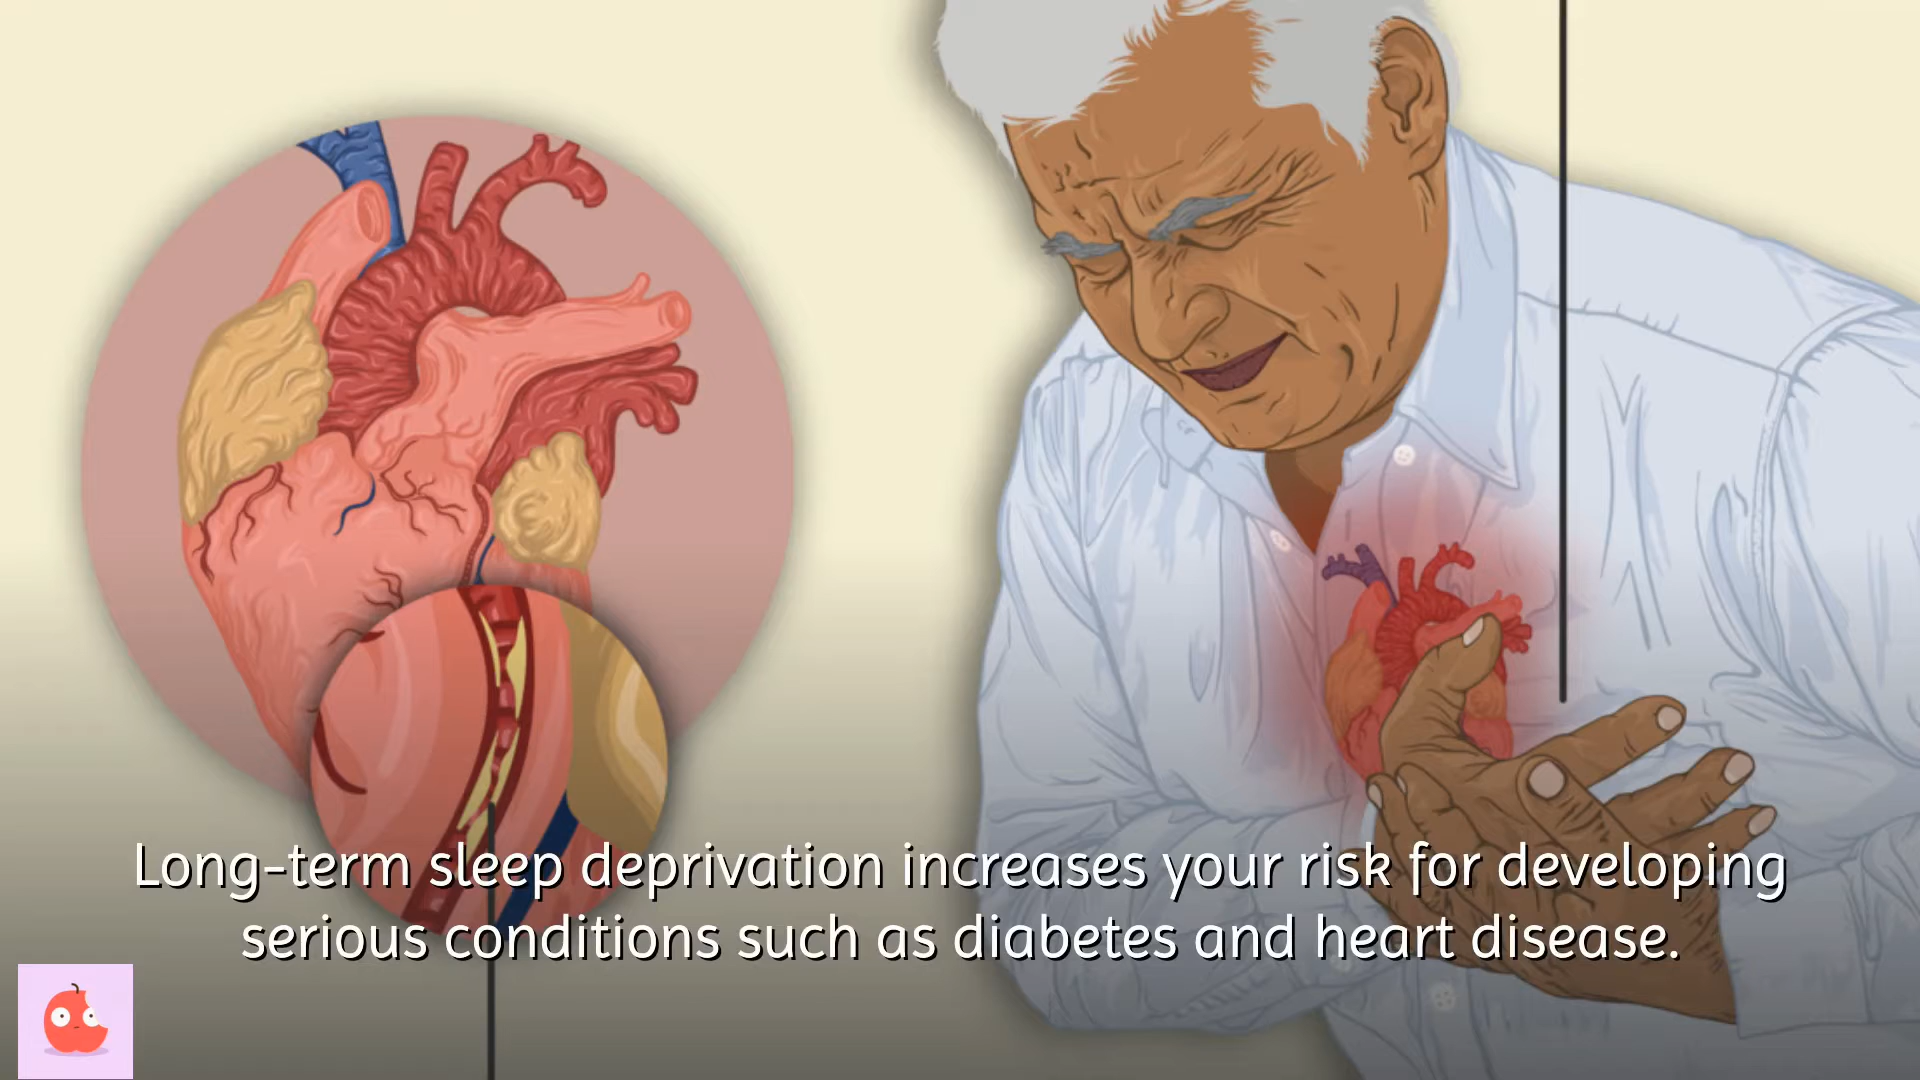 Long-term sleep deprivation increases your risk for developing
serious conditions such as diabetes and heart disease.